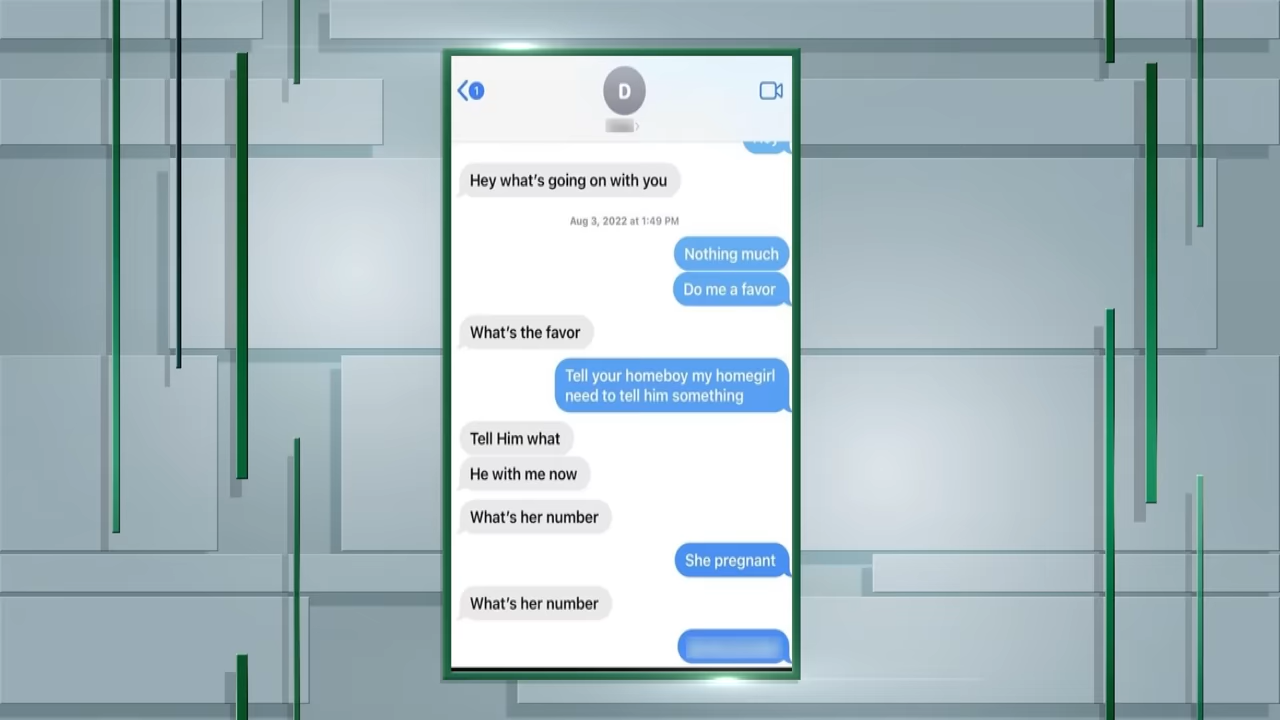 1
D
Hey what's going on with you
Aug 3, 2022 at 1:49 PM
Nothing much
Do me a favor
What's the favor
Tell your homeboy my homegirl
need to tell him something
Tell Him what
He with me now
What's her number
She pregnant
What's her number